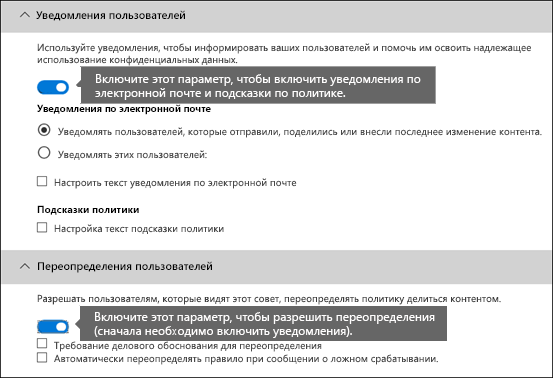 Уведомления пользователей
Используйте уведомления, чтобы информировать ваших пользователей и помочь им освоить надлежащее
использование конфиденциальных данных.
Включите этот параметр, чтобы включить уведомления по
электронной почте и подсказки по политике.
Уведомления по электронной почте
Уведомлять пользователей, которые отправили, поделились или внесли последнее изменение контента.
Уведомлять этих пользователей:
Настроить текст уведомления по электронной почте
Подсказки политики
Настройка текст подсказки политики
Переопределения пользователей
Разрешать пользователям, которые видят этот совет, переопределять политику делиться контентом.
Включите этот параметр, чтобы разрешить переопределения
(сначала необходимо включить уведомления).
Требование делового обоснования для переопределения
Автоматически переопределять правило при сообщении о ложном срабатывании.